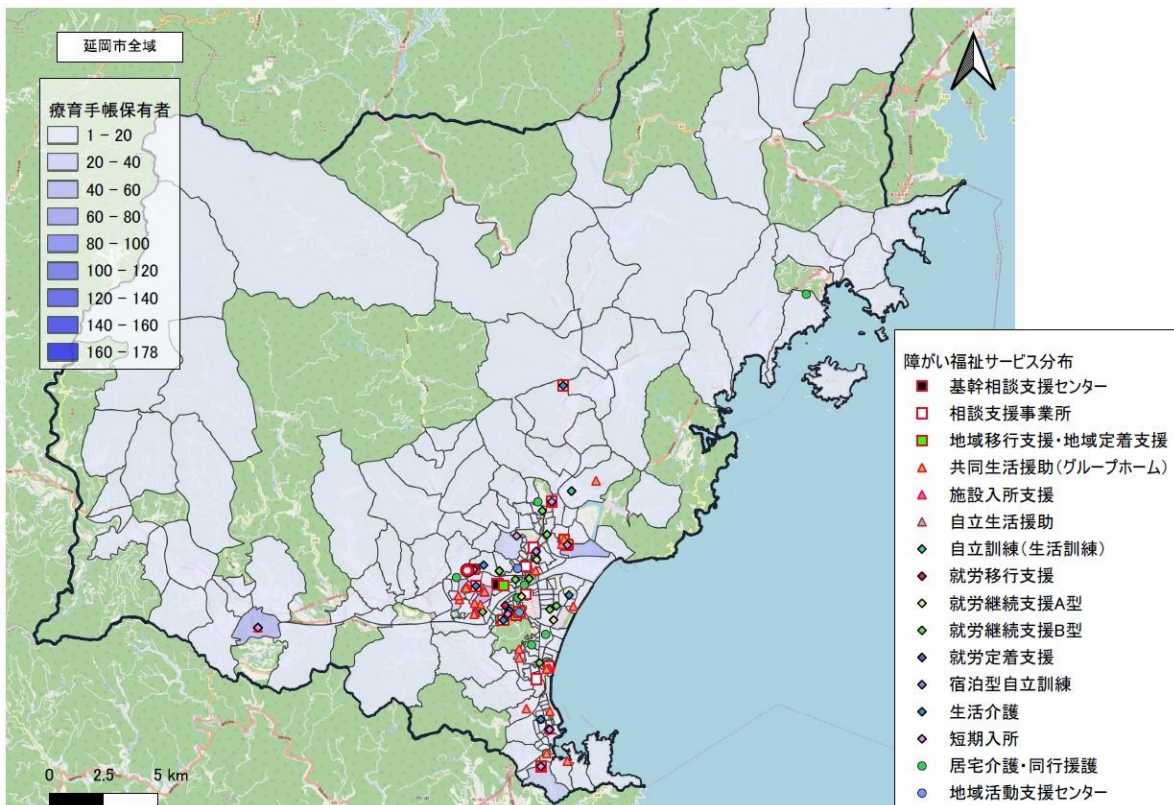 延岡市全域
療育手帳保有者
1 - 20
20 - 40
40 - 60
60 - 80
80 - 100
100 - 120
120 - 140
140 - 160
160 - 178
障がい福祉サービス分布
基幹相談支援センター
相談支援事業所
地域移行支援・地域定着支援
共同生活援助(グループホーム)
施設入所支援
自立生活援助
自立訓練(生活訓練)
就労移行支援
就労継続支援A型
就労継続支援B型
就労定着支援
宿泊型自立訓練
生活介護
短期入所
居宅介護・同行援護
地域活動支援センター
0 2.5 5 km